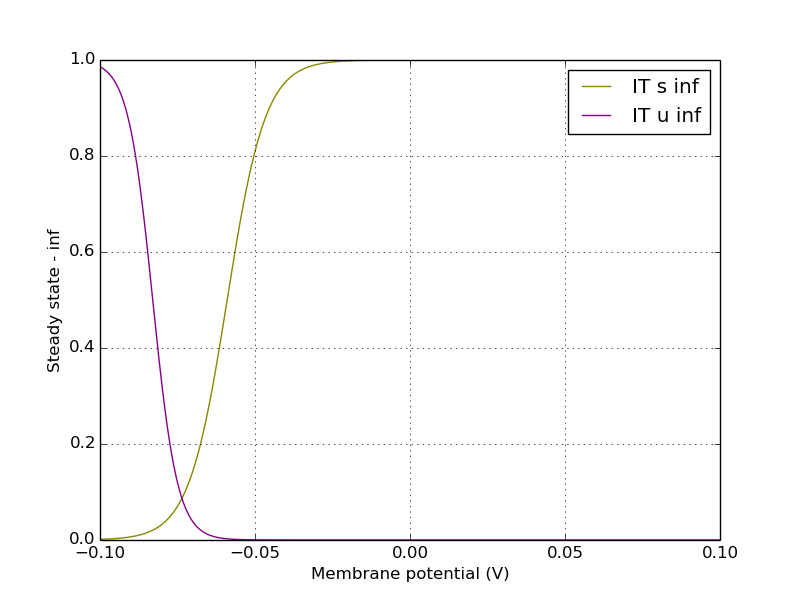 1.0
0.8
0.6
0.4
0.2
0.0
−0.10
−0.05
0.00
0.05
0.10
Steady state - inf
Membrane potential (V)
IT s inf
IT u inf